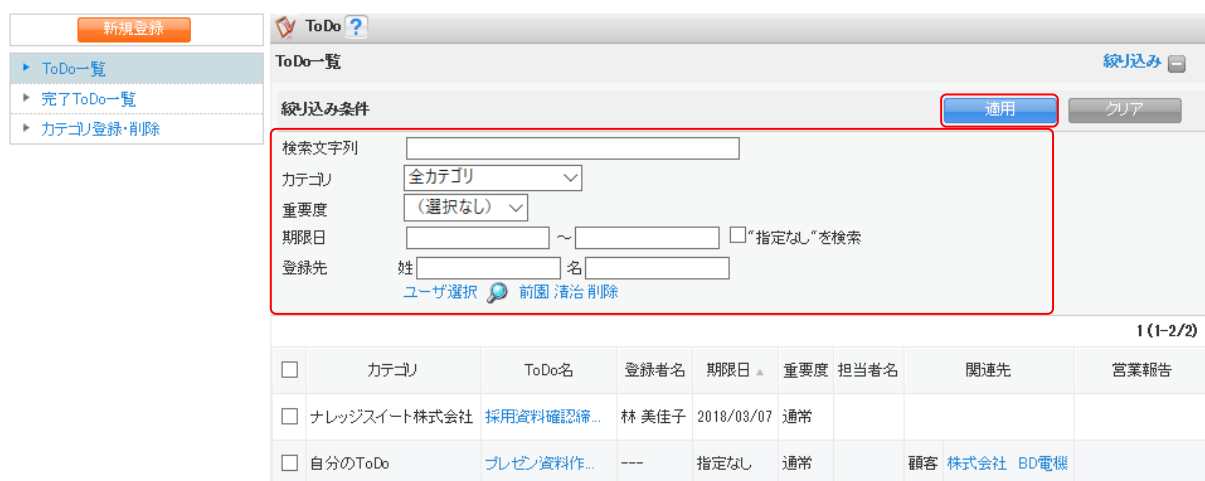 新規登録
ToDo一覧
完了ToDo一覧
カテゴリ登録・削除
ToDo ?
ToDo一覧 絞り込み
絞り込み条件 適用 クリア
検索文字列
カテゴリ 全カテゴリ
重要度 （選択なし）
期限日 ～ “指定なし“を検索
登録先 姓 名
ユーザ選択 前園 清治 削除
1 (1-2/2)
カテゴリ ToDo名 登録者名 期限日 重要度 担当者名 関連先 営業報告
ナレッジスイート株式会社 採用資料確認締... 林 美佳子 2018/03/07 通常
自分のToDo プレゼン資料作... --- 指定なし 通常 顧客 株式会社 BD電機